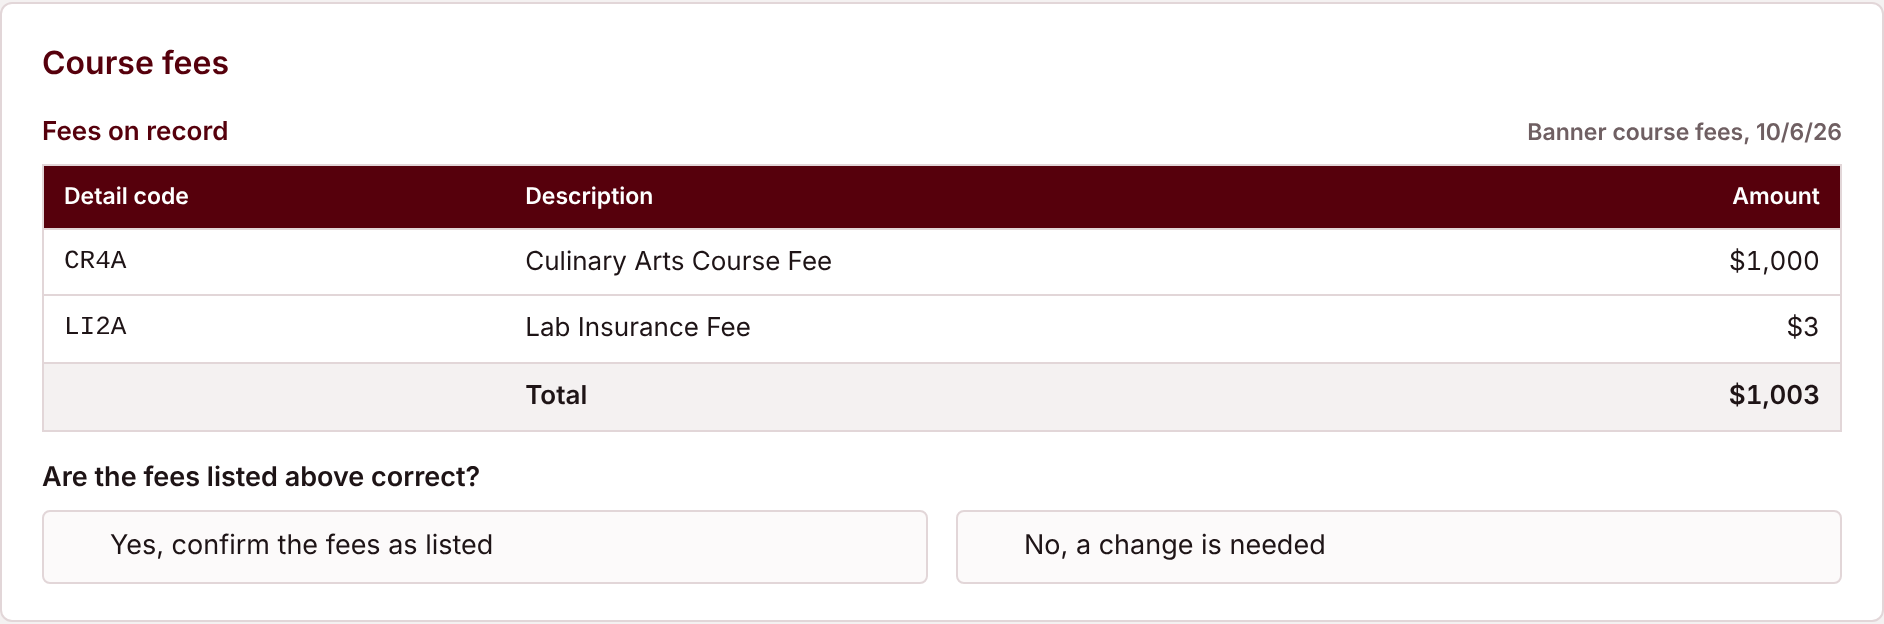 Course fees
Fees on record Banner course fees, 10/6/26
Detail code Description Amount
CR4A Culinary Arts Course Fee $1,000
LI2A Lab Insurance Fee $3
Total $1,003
Are the fees listed above correct?
Yes, confirm the fees as listed No, a change is needed